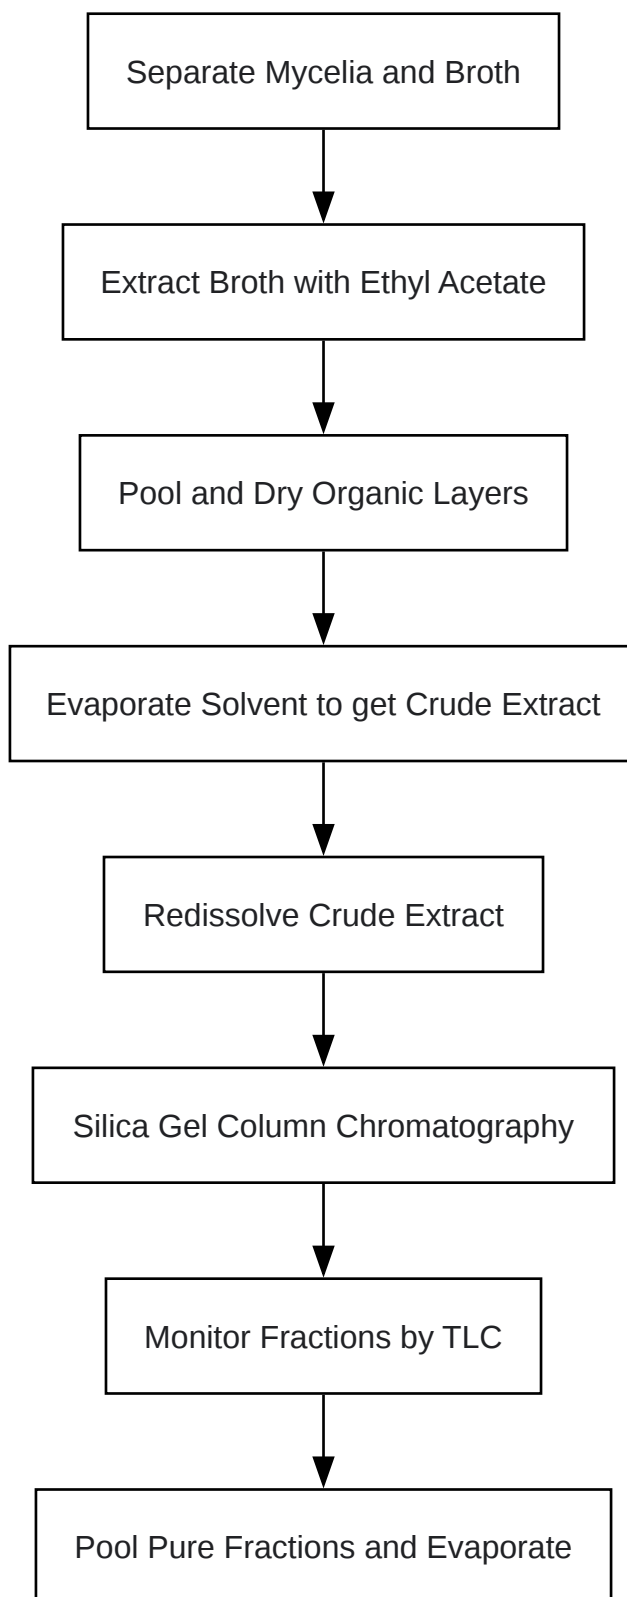 Separate Mycelia and Broth
Extract Broth with Ethyl Acetate
Pool and Dry Organic Layers
Evaporate Solvent to get Crude Extract
Redissolve Crude Extract
Silica Gel Column Chromatography
Monitor Fractions by TLC
Pool Pure Fractions and Evaporate